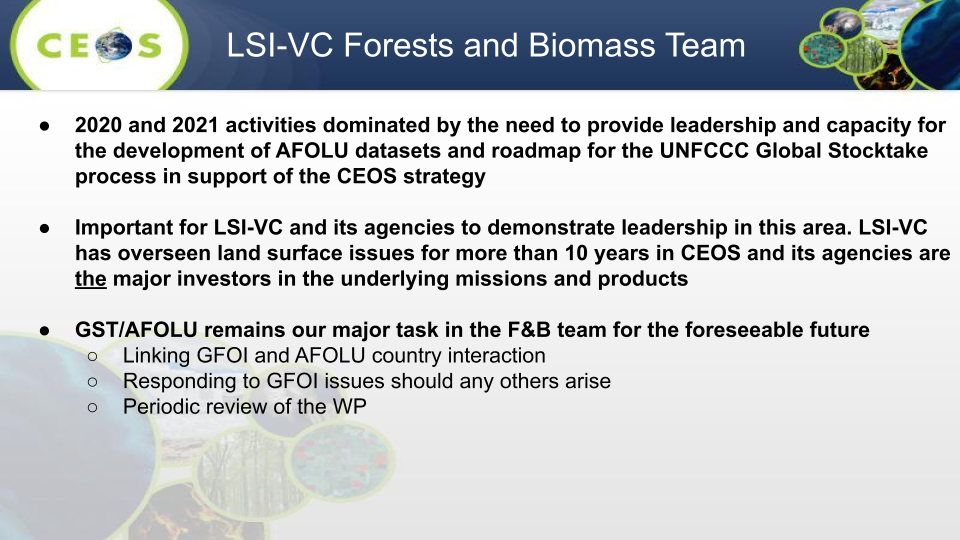 CEOS
LSI-VC Forests and Biomass Team
● 2020 and 2021 activities dominated by the need to provide leadership and capacity for
the development of AFOLU datasets and roadmap for the UNFCCC Global Stocktake
process in support of the CEOS strategy
● Important for LSI-VC and its agencies to demonstrate leadership in this area. LSI-VC
has overseen land surface issues for more than 10 years in CEOS and its agencies are
the major investors in the underlying missions and products
● GST/AFOLU remains our major task in the F&B team for the foreseeable future
○ Linking GFOI and AFOLU country interaction
○ Responding to GFOI issues should any others arise
○ Periodic review of the WP